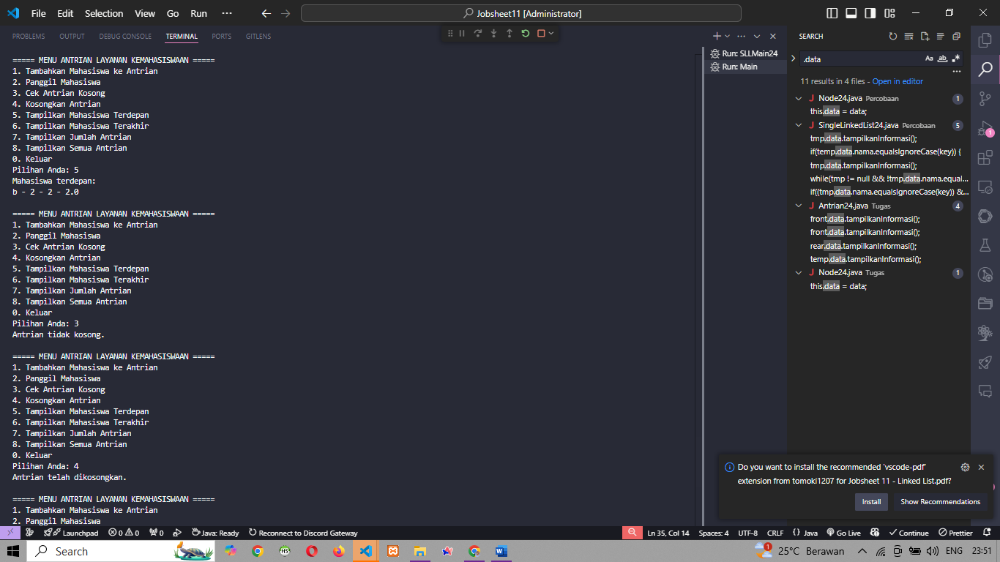 File Edit Selection View Go Run ··· Jobsheet11 [Administrator]
PROBLEMS OUTPUT DEBUG CONSOLE TERMINAL PORTS GITLENS
===== MENU ANTRIAN LAYANAN KEMAHASISWAAN =====
1. Tambahkan Mahasiswa ke Antrian
2. Panggil Mahasiswa
3. Cek Antrian Kosong
4. Kosongkan Antrian
5. Tampilkan Mahasiswa Terdepan
6. Tampilkan Mahasiswa Terakhir
7. Tampilkan Jumlah Antrian
8. Tampilkan Semua Antrian
0. Keluar
Pilihan Anda: 5
Mahasiswa terdepan:
b - 2 - 2 - 2.0
===== MENU ANTRIAN LAYANAN KEMAHASISWAAN =====
1. Tambahkan Mahasiswa ke Antrian
2. Panggil Mahasiswa
3. Cek Antrian Kosong
4. Kosongkan Antrian
5. Tampilkan Mahasiswa Terdepan
6. Tampilkan Mahasiswa Terakhir
7. Tampilkan Jumlah Antrian
8. Tampilkan Semua Antrian
0. Keluar
Pilihan Anda: 3
Antrian tidak kosong.
===== MENU ANTRIAN LAYANAN KEMAHASISWAAN =====
1. Tambahkan Mahasiswa ke Antrian
2. Panggil Mahasiswa
3. Cek Antrian Kosong
4. Kosongkan Antrian
5. Tampilkan Mahasiswa Terdepan
6. Tampilkan Mahasiswa Terakhir
7. Tampilkan Jumlah Antrian
8. Tampilkan Semua Antrian
0. Keluar
Pilihan Anda: 4
Antrian telah dikosongkan.
===== MENU ANTRIAN LAYANAN KEMAHASISWAAN =====
1. Tambahkan Mahasiswa ke Antrian
2. Panggil Mahasiswa
Run: SLLMain24
Run: Main
SEARCH
.data Aa ab
11 results in 4 files - Open in editor
J Node24.java Percobaan 1
this.data = data;
J SingleLinkedList24.java Percobaan 5
tmp.data.tampilkanInformasi();
if(temp.data.nama.equalsIgnoreCase(key)) {
tmp.data.tampilkanInformasi();
while(tmp != null && !tmp.data.nama.equal...
if((tmp.data.nama.equalsIgnoreCase(key)) &...
J Antrian24.java Tugas 4
front.data.tampilkanInformasi();
front.data.tampilkanInformasi();
rear.data.tampilkanInformasi();
temp.data.tampilkanInformasi();
J Node24.java Tugas 1
this.data = data;
1
Do you want to install the recommended 'vscode-pdf'
extension from tomoki1207 for Jobsheet 11 - Linked List.pdf?
Install Show Recommendations
Launchpad 0 0 0 Java: Ready Reconnect to Discord Gateway Ln 35, Col 14 Spaces: 4 UTF-8 CRLF {} Java Go Live Continue Prettier
Search HS W 1 25°C Berawan ENG 23:51